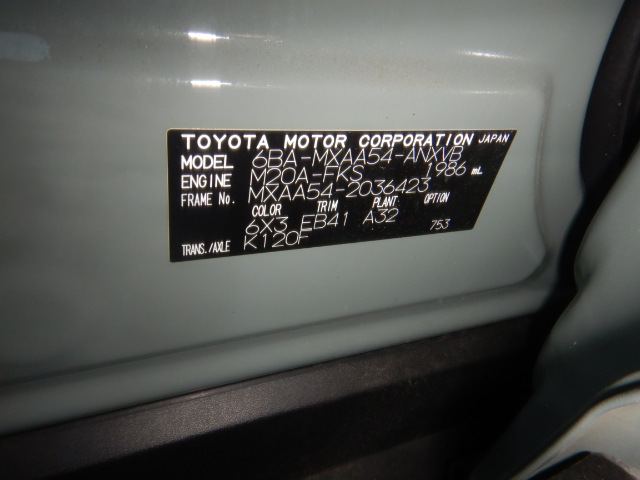 TOYOTA MOTOR CORPORATION JAPAN
MODEL 6BA-MXAA54-ANXVB
ENGINE M20A-FKS 1986 mL
FRAME No. MXAA54-2036423
COLOR TRIM PLANT OPTION
6X3 EB41 A32
753
TRANS./AXLE K120F